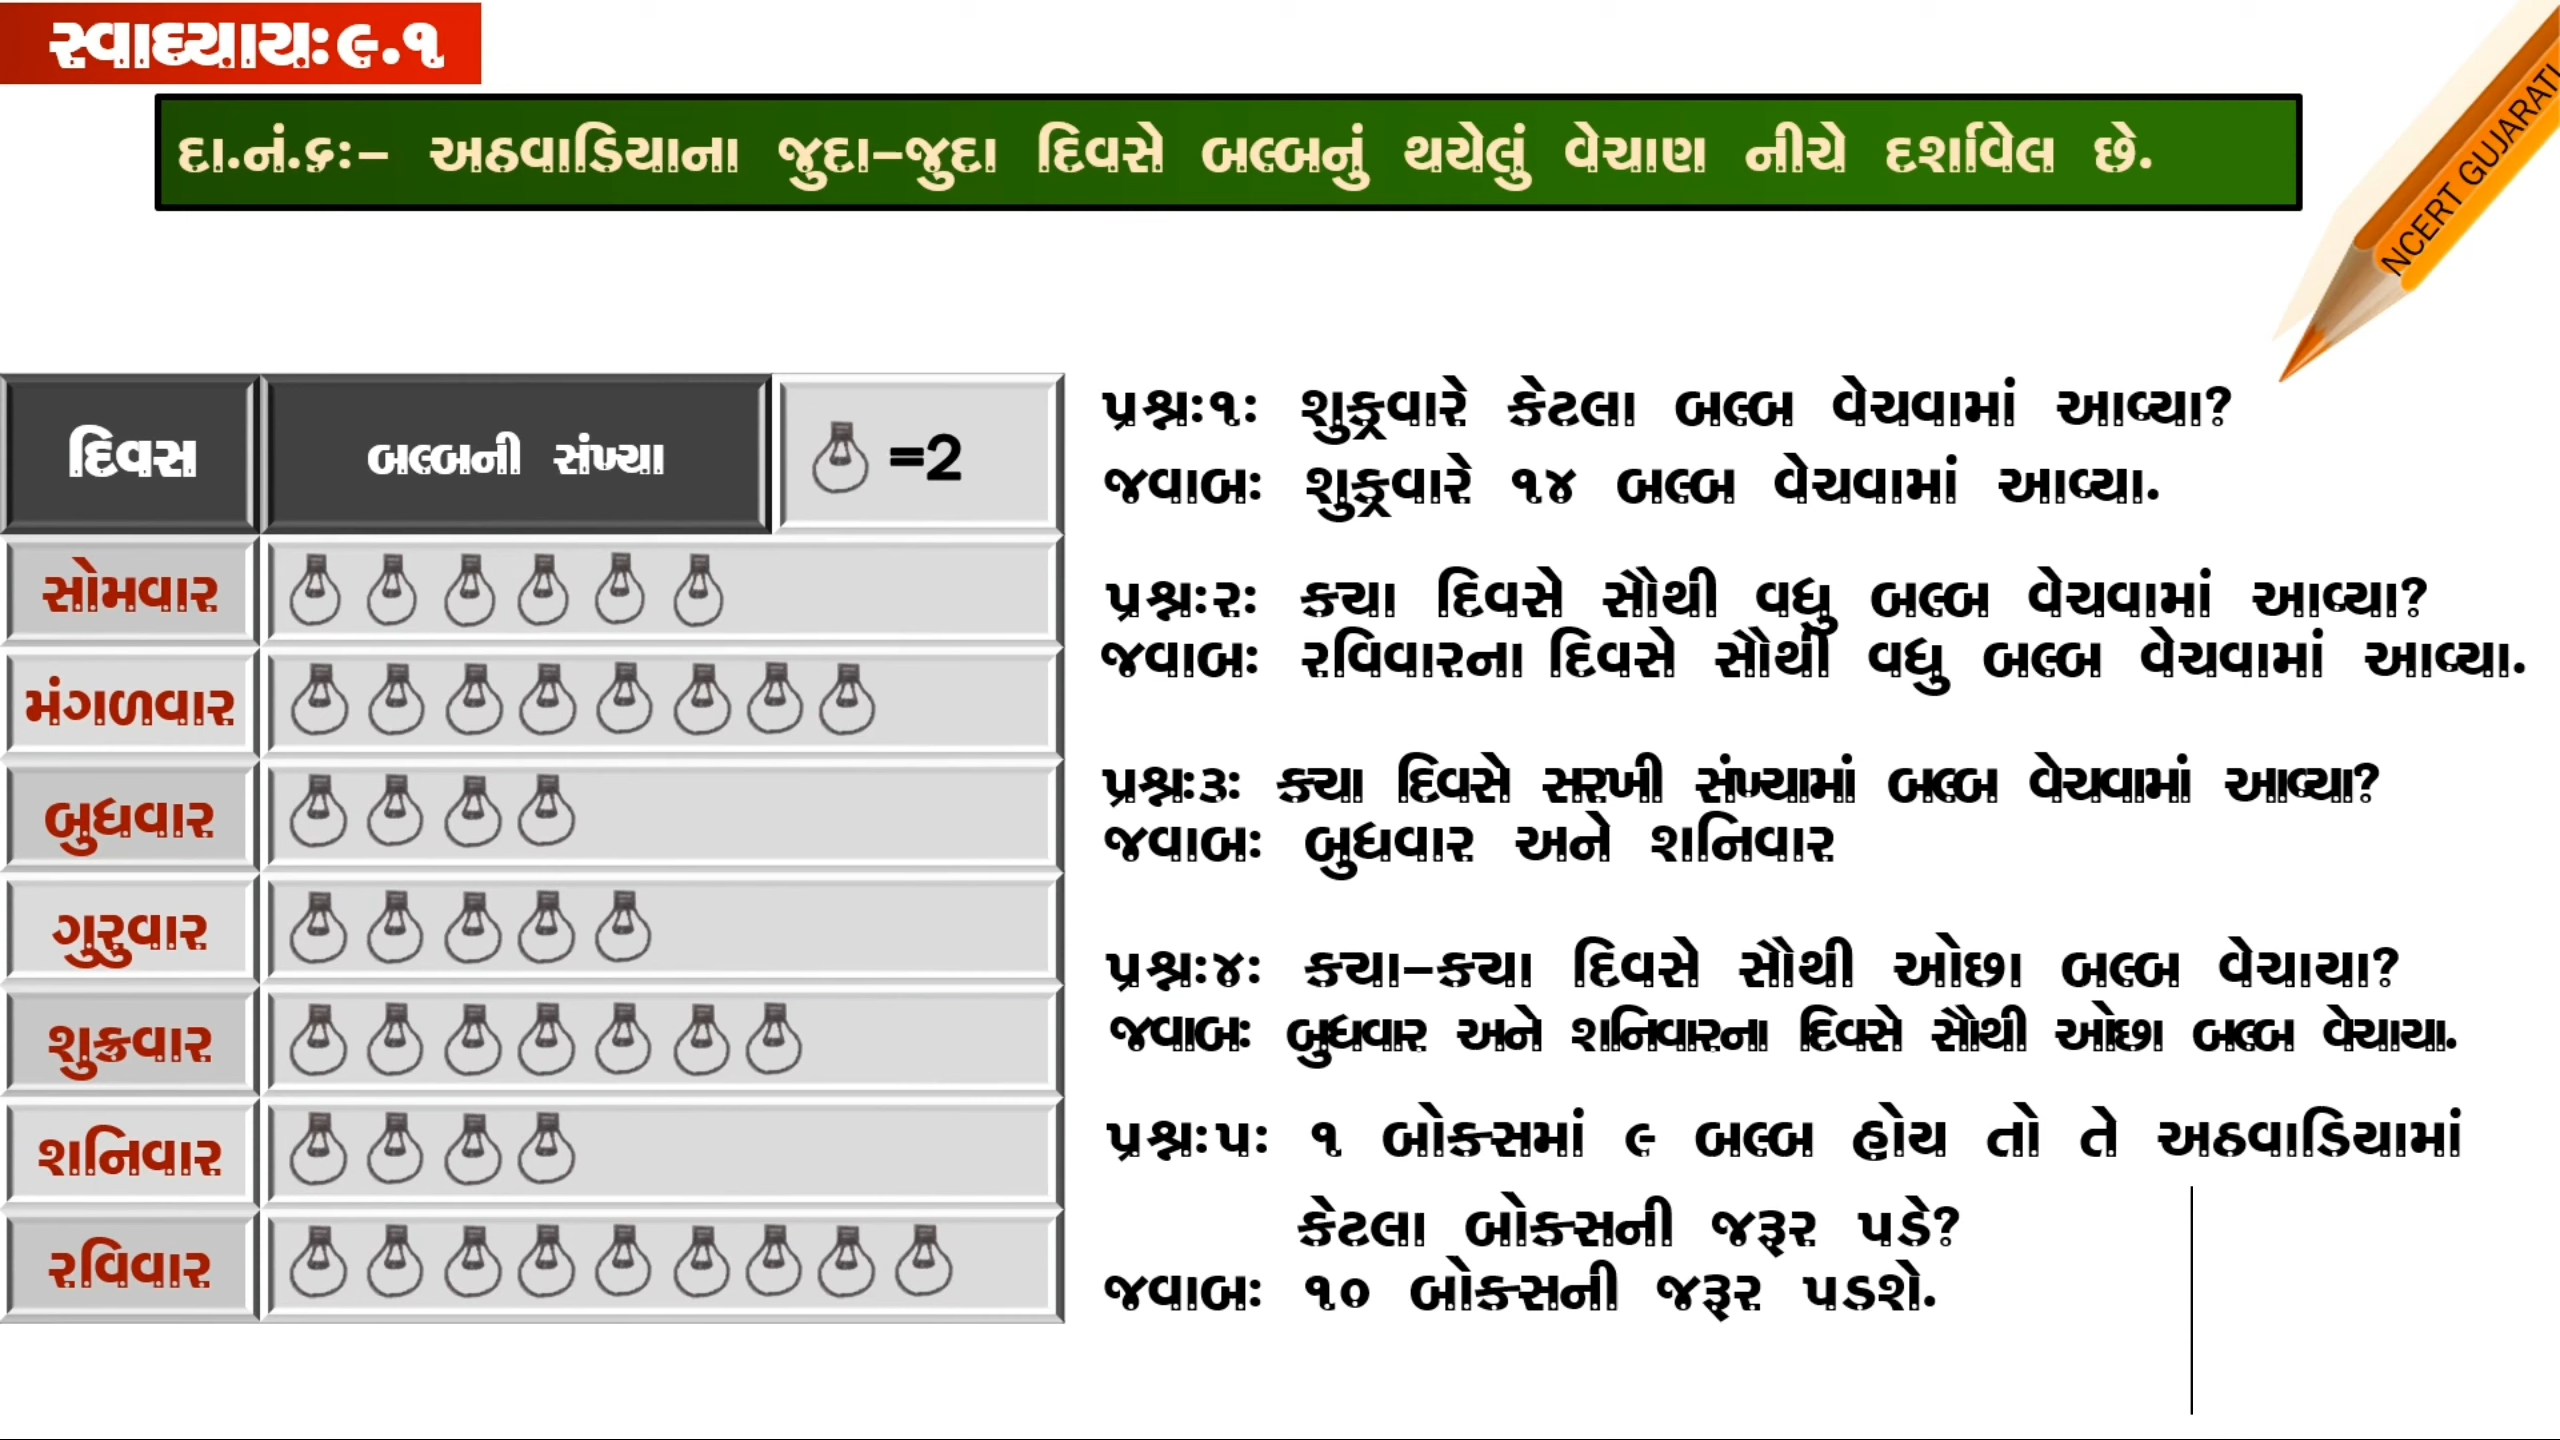 સ્વાધ્યાયઃ૯.૧
દા.નં.ક્રઃ– અઠવાડિયાના જુદા–જુદા દિવસે બલ્બનું થયેલું વેચાણ નીચે દર્શાવેલ છે.
NCERT GUJARATI
દિવસ બલ્બની સંખ્યા =2
સોમવાર
મંગળવાર
બુધવાર
ગુરુવાર
શુક્રવાર
શનિવાર
રવિવાર
પ્રશ્નઃ૧ઃ શુક્રવારે કેટલા બલ્બ વેચવામાં આવ્યા?
જવાબઃ શુક્રવારે ૧૪ બલ્બ વેચવામાં આવ્યા.
પ્રશ્નઃ૨ઃ ક્યા દિવસે સૌથી વધુ બલ્બ વેચવામાં આવ્યા?
જવાબઃ રવિવારના દિવસે સૌથી વધુ બલ્બ વેચવામાં આવ્યા.
પ્રશ્નઃ૩ઃ ક્યા દિવસે સરખી સંખ્યામાં બલ્બ વેચવામાં આવ્યા?
જવાબઃ બુધવાર અને શનિવાર
પ્રશ્નઃ૪ઃ ક્યા–ક્યા દિવસે સૌથી ઓછા બલ્બ વેચાયા?
જવાબઃ બુધવાર અને શનિવારના દિવસે સૌથી ઓછા બલ્બ વેચાયા.
પ્રશ્નઃ૫ઃ ૧ બોક્સમાં ૯ બલ્બ હોય તો તે અઠવાડિયામાં
કેટલા બોક્સની જરૂર પડે?
જવાબઃ ૧૦ બોક્સની જરૂર પડશે.